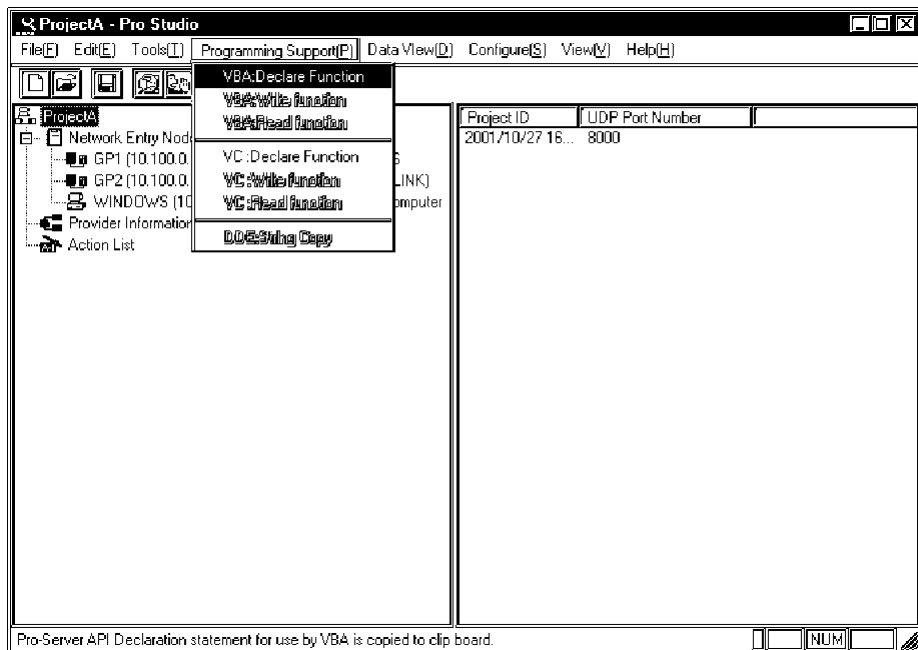 ProjectA - Pro Studio
File[F] Edit[E] Tools[T] Programming Support[P] Data View[D] Configure[S] View[V] Help[H]
VBA:Declare Function
VBA:Write function
VBA:Read function
VC :Declare Function
VC :Write function
VC :Read function
DDE:String Copy
ProjectA
Network Entry Nod
GP1 (10.100.0.
GP2 (10.100.0. LINK)
WINDOWS (10 omputer
Provider Information
Action List
Project ID UDP Port Number
2001/10/27 16... 8000
Pro-Server API Declaration statement for use by VBA is copied to clip board.
NUM